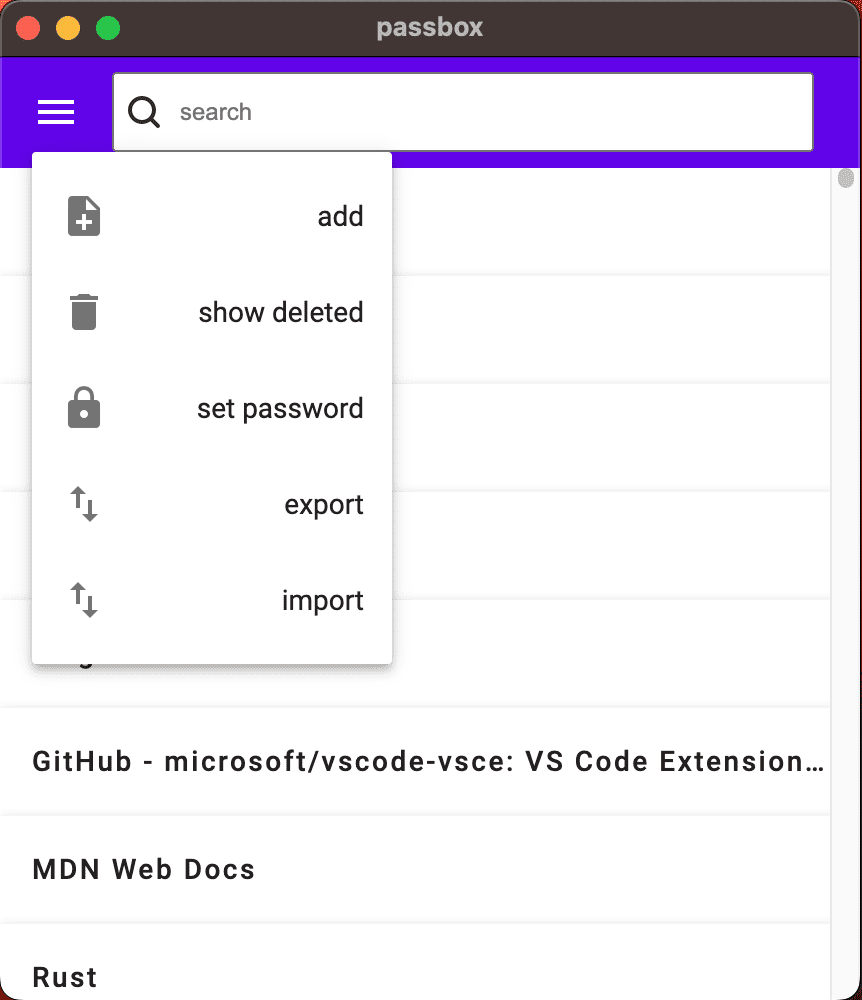 passbox
search
add
show deleted
set password
export
import
GitHub - microsoft/vscode-vsce: VS Code Extension…
MDN Web Docs
Rust